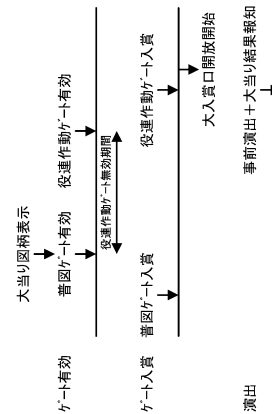 大当り図柄表示
ゲート有効
普図ゲート有効
役連作動ゲート有効
役連作動ゲート無効期間
ゲート入賞
普図ゲート入賞
役連作動ゲート入賞
大入賞口開放開始
演出
事前演出＋大当り結果報知